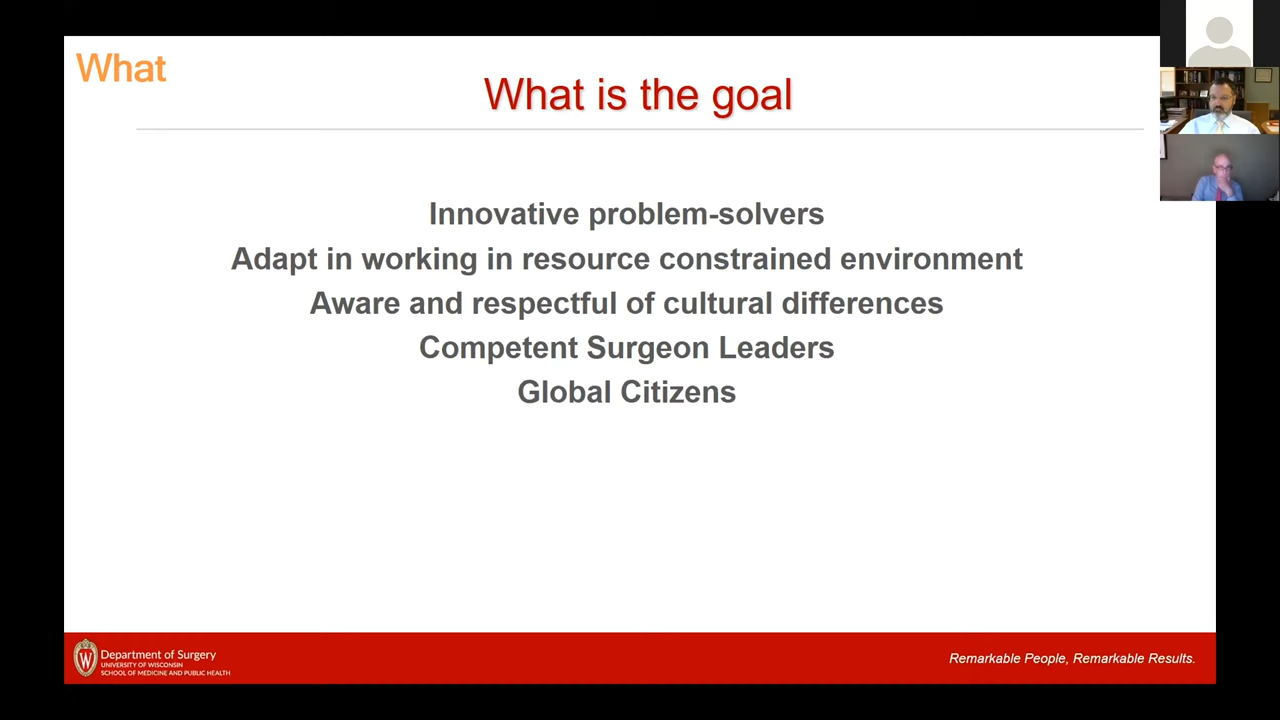 What
What is the goal
Innovative problem-solvers
Adapt in working in resource constrained environment
Aware and respectful of cultural differences
Competent Surgeon Leaders
Global Citizens
W
Department of Surgery
UNIVERSITY OF WISCONSIN
SCHOOL OF MEDICINE AND PUBLIC HEALTH
Remarkable People, Remarkable Results.